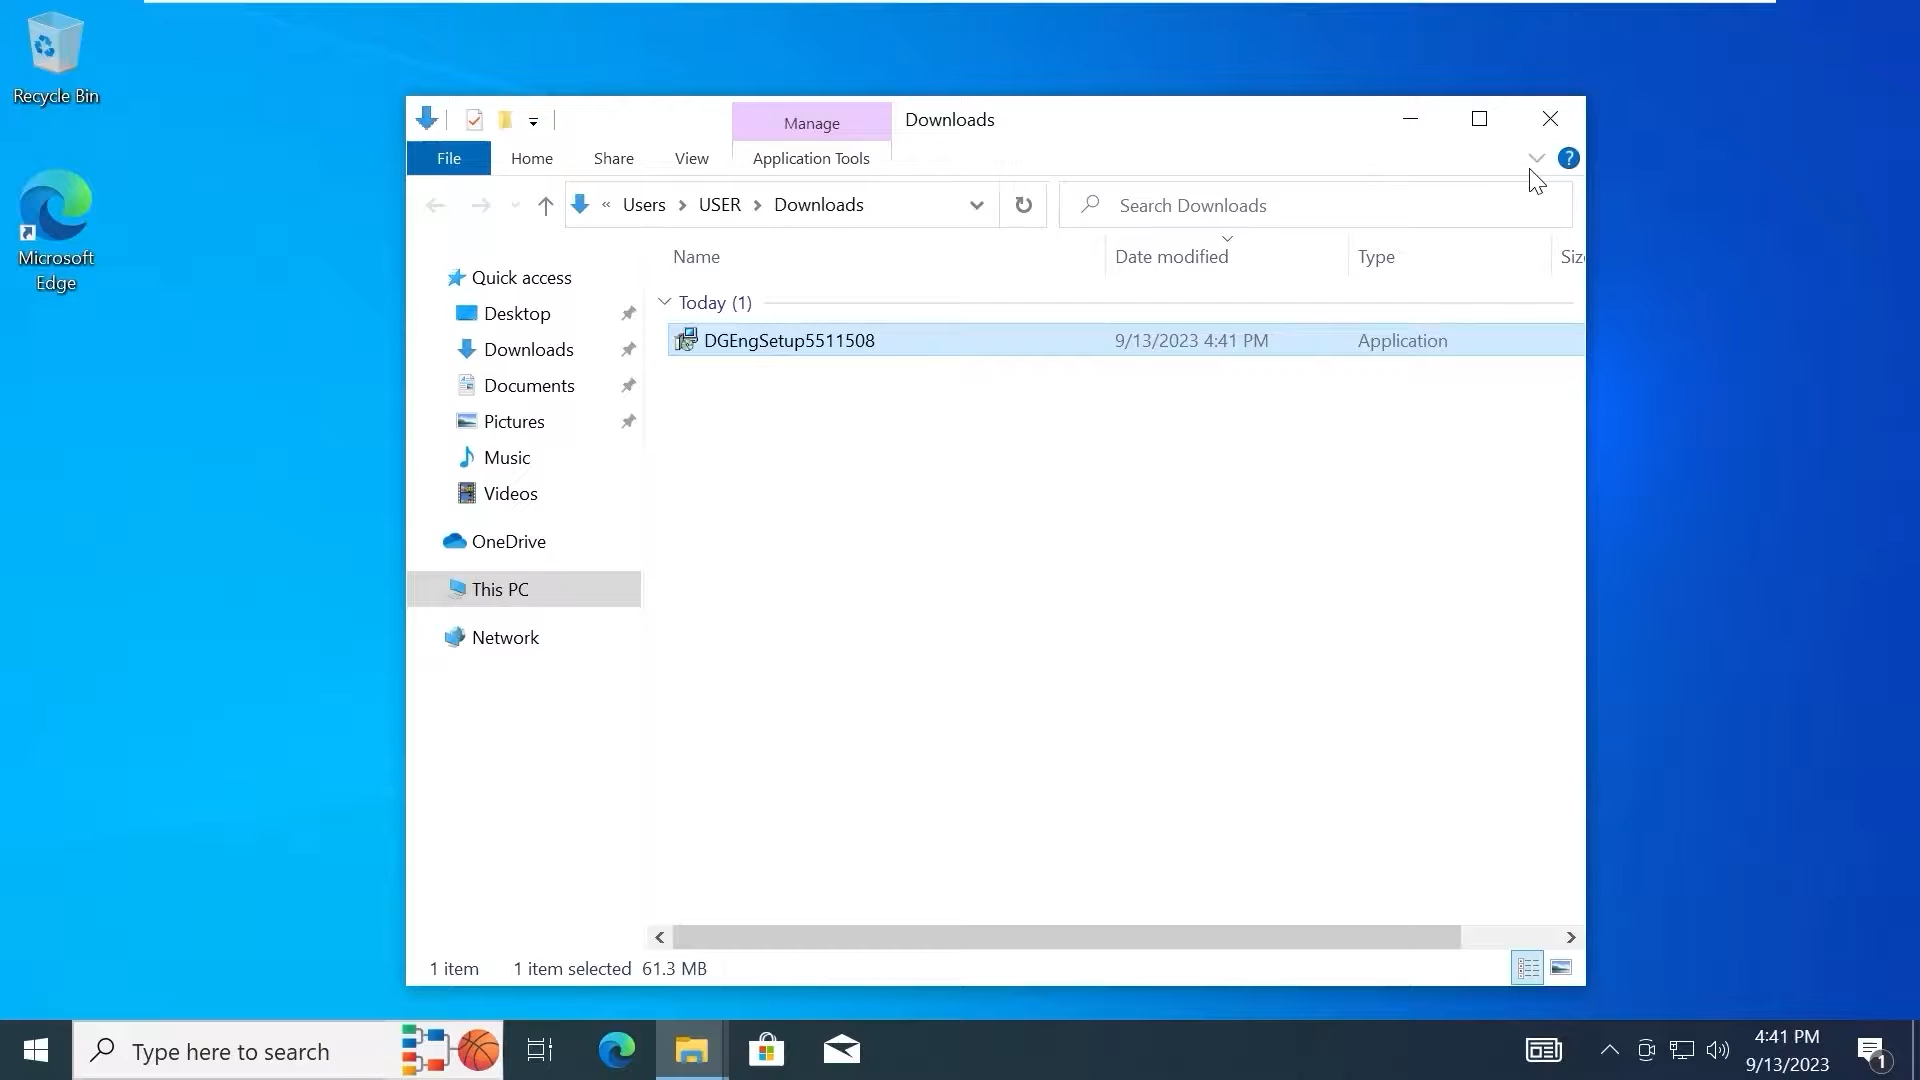 Recycle Bin
Microsoft
Edge
Manage
Downloads
File
Home
Share
View
Application Tools
?
« Users > USER > Downloads
Search Downloads
Name
Date modified
Type
Siz
Quick access
Desktop
Downloads
Documents
Pictures
Music
Videos
OneDrive
This PC
Network
Today (1)
DGEngSetup5511508
9/13/2023 4:41 PM
Application
1 item
1 item selected 61.3 MB
Type here to search
4:41 PM
9/13/2023
1